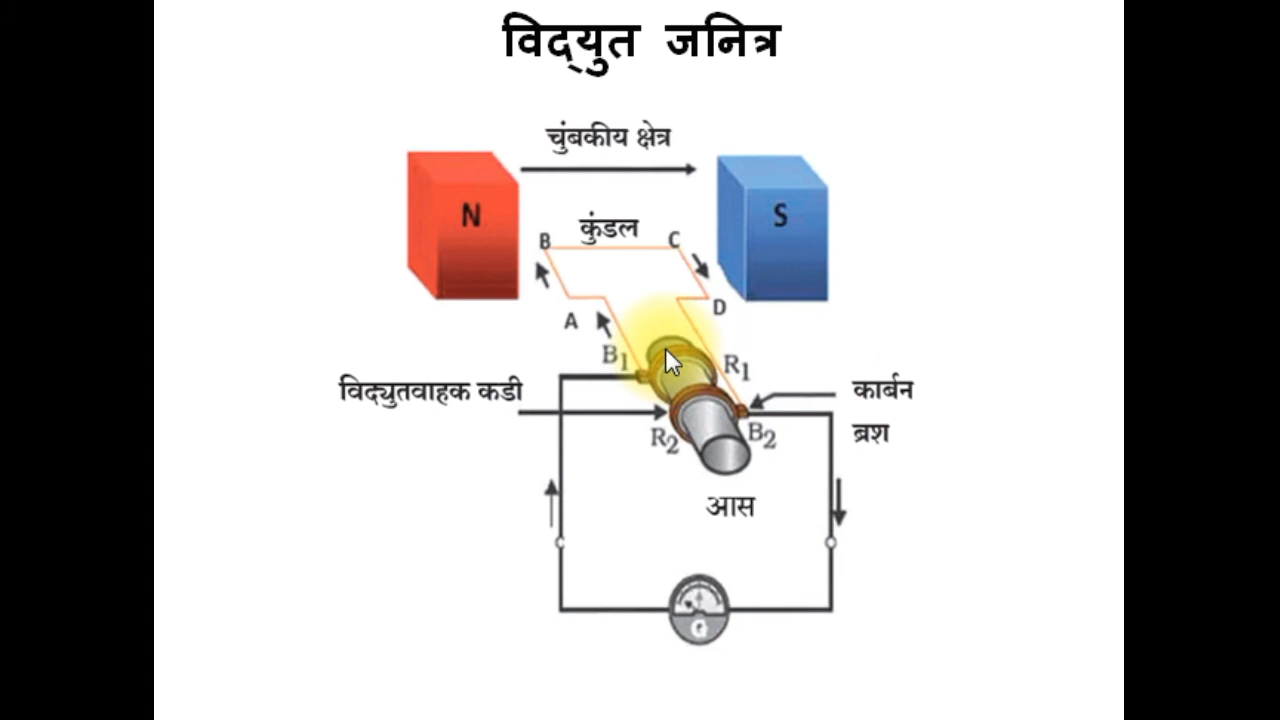 विद्‌युत जनित्र
चुंबकीय क्षेत्र
N
S
कुंडल
B
C
A
D
B1
R1
विद्युतवाहक कडी
कार्बन
ब्रश
R2
B2
आस
G